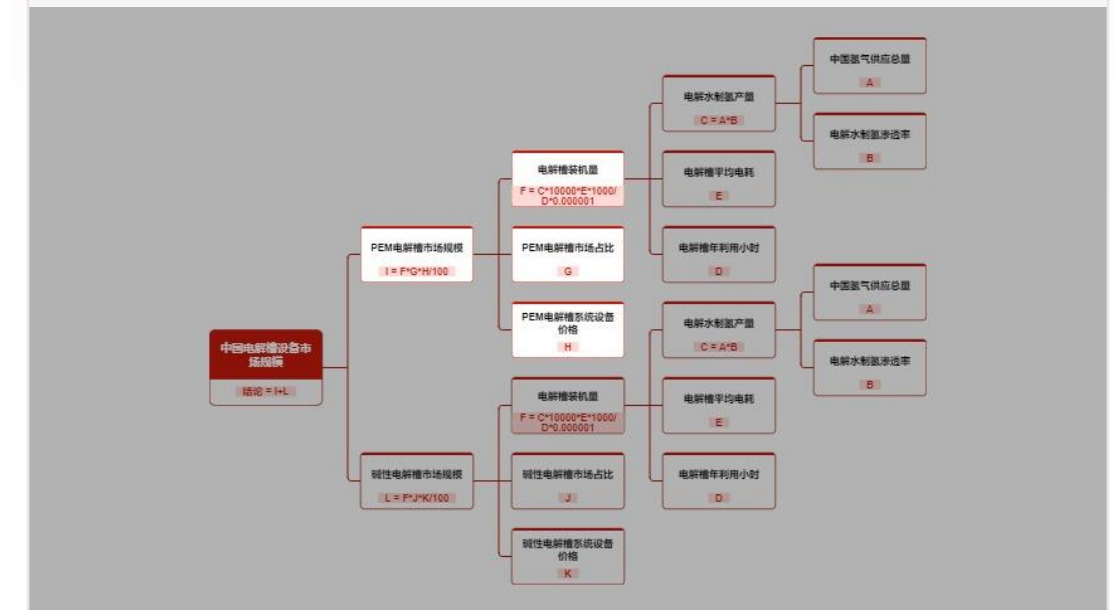 中国氢气供应总量
A
电解水制氢产量
C = A*B
电解水制氢渗透率
B
电解槽装机量
F = C*10000*E*1000/
D*0.000001
电解槽平均电耗
E
PEM电解槽市场规模
I = F*G*H/100
PEM电解槽市场占比
G
电解槽年利用小时
D
中国氢气供应总量
A
PEM电解槽系统设备
价格
H
电解水制氢产量
C = A*B
中国电解槽设备市
场规模
结论 = I+L
电解水制氢渗透率
B
电解槽装机量
F = C*10000*E*1000/
D*0.000001
电解槽平均电耗
E
碱性电解槽市场规模
L = F*J*K/100
碱性电解槽市场占比
J
电解槽年利用小时
D
碱性电解槽系统设备
价格
K